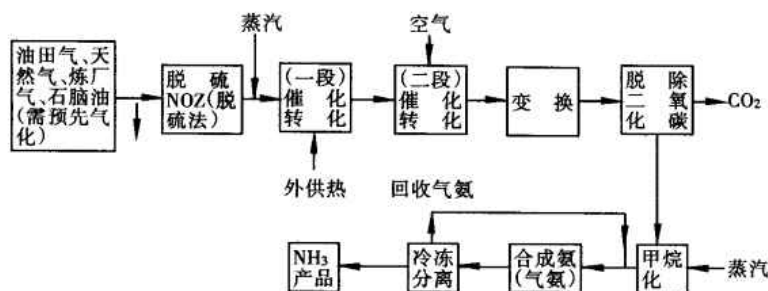 蒸汽
空气
油田气、天
然气、炼厂
气、石脑油
(需预先气
化)
脱硫
NOZ(脱
硫法)
(一段)
催化
转化
(二段)
催化
转化
变换
脱除
二氧
化碳
CO₂
外供热
回收气氨
NH₃
产品
冷冻
分离
合成氨
(气氨)
甲烷
化
蒸汽